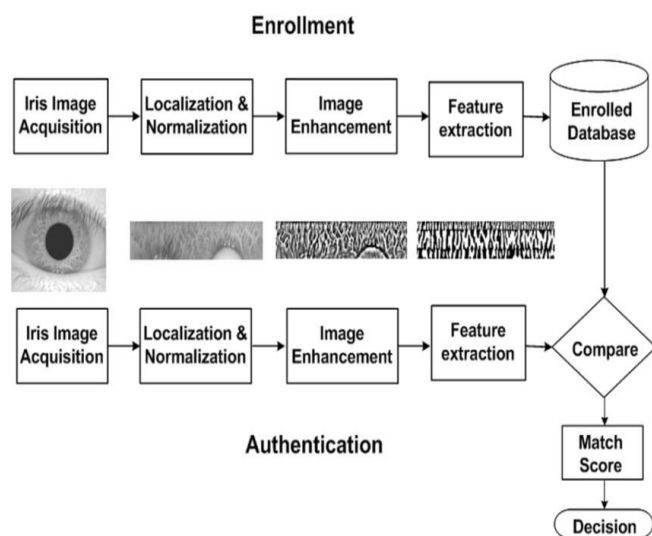 Enrollment
Iris Image
Acquisition
Localization &
Normalization
Image
Enhancement
Feature
extraction
Enrolled
Database
Iris Image
Acquisition
Localization &
Normalization
Image
Enhancement
Feature
extraction
Compare
Authentication
Match
Score
Decision